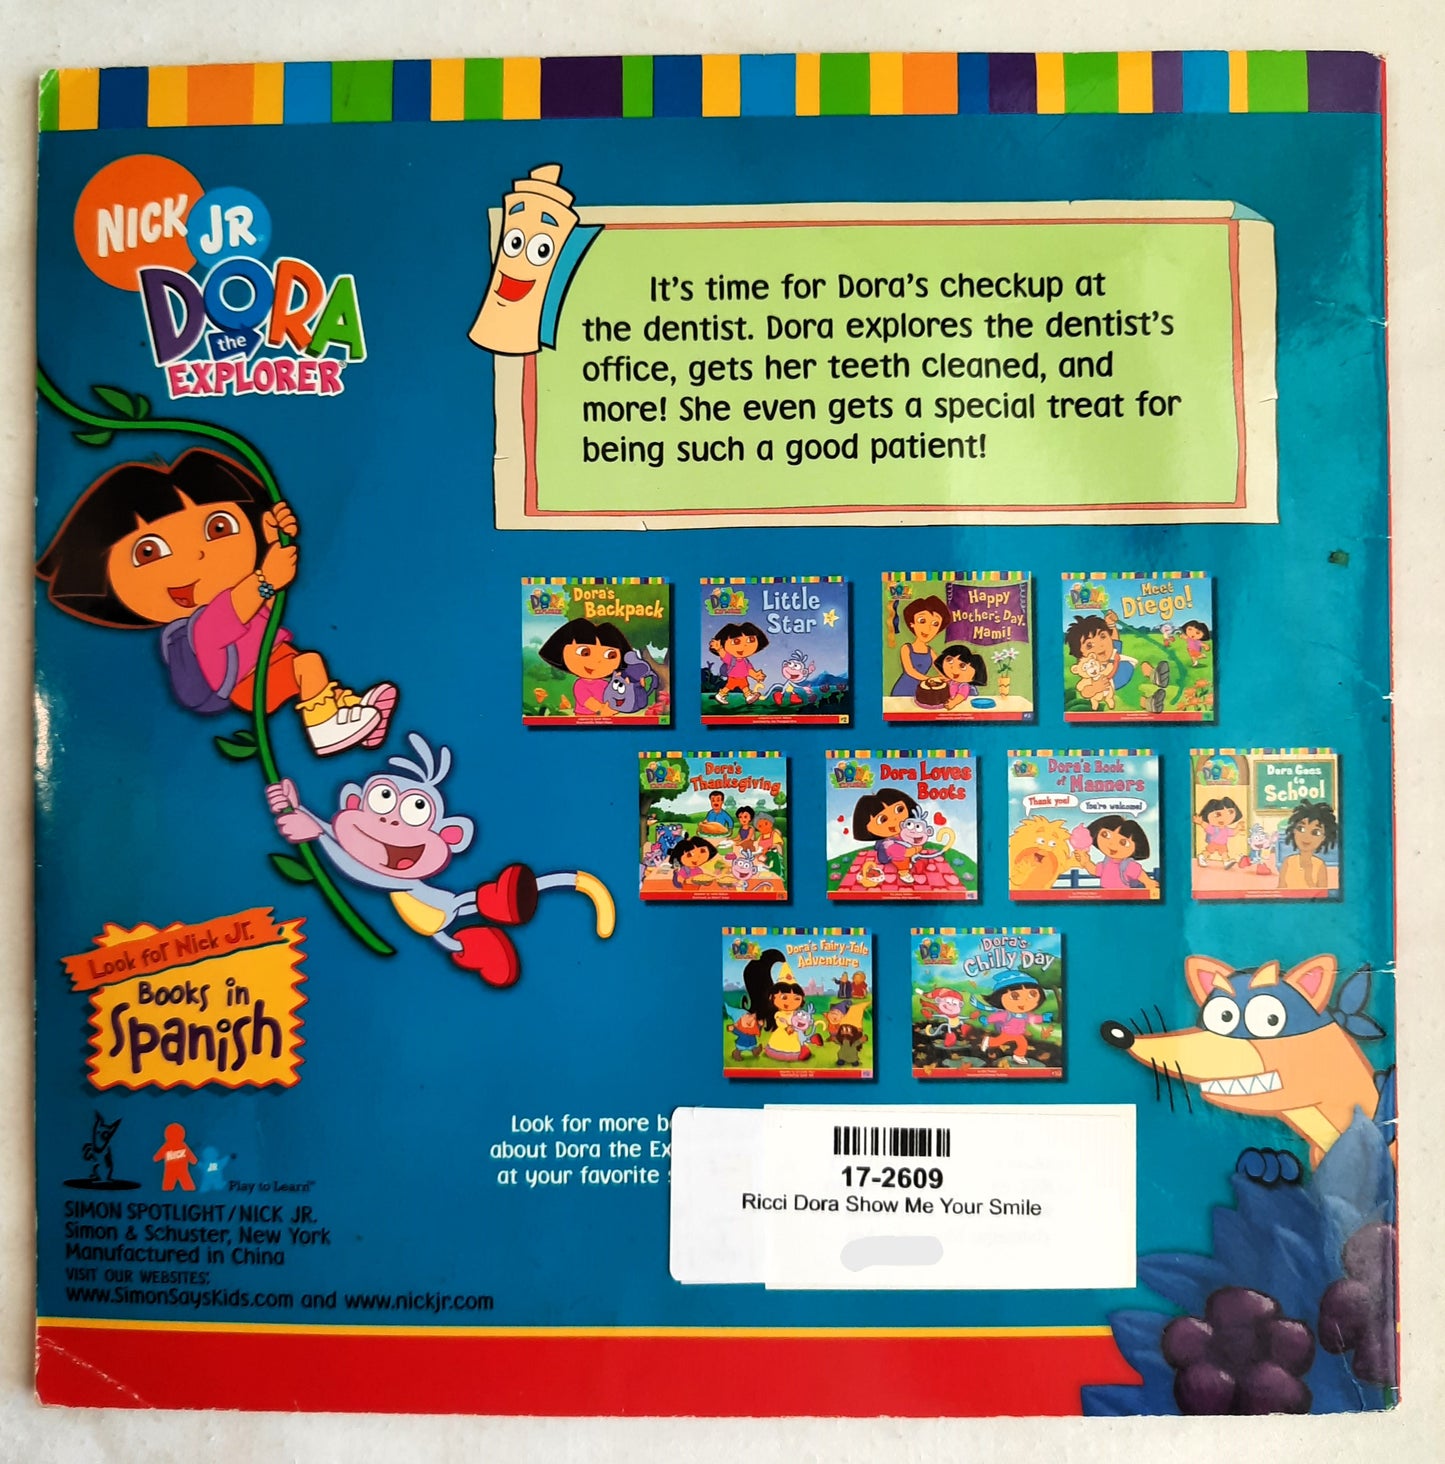 NICK JR
DORA
the
EXPLORER
It's time for Dora's checkup at
the dentist. Dora explores the dentist's
office, gets her teeth cleaned, and
more! She even gets a special treat for
being such a good patient!
Dora's
Backpack
Little
Star
Happy
Mother's Day,
Mami!
Meet
Diego!
Dora's
Thanksgiving
Dora Loves
Boots
Dora's Book
of Manners
Thank you!
You're welcome!
Dora Goes
to
School
Dora's Fairy-Tale
Adventure
Dora's
Chilly Day
Look for Nick Jr.
Books in
Spanish
NICK
JR
Play to Learn
SIMON SPOTLIGHT/NICK JR.
Simon & Schuster, New York
Manufactured in China
VISIT OUR WEBSITES:
www.SimonSaysKids.com and www.nickjr.com
Look for more
about Dora the
at your favorite
17-2609
Ricci Dora Show Me Your Smile